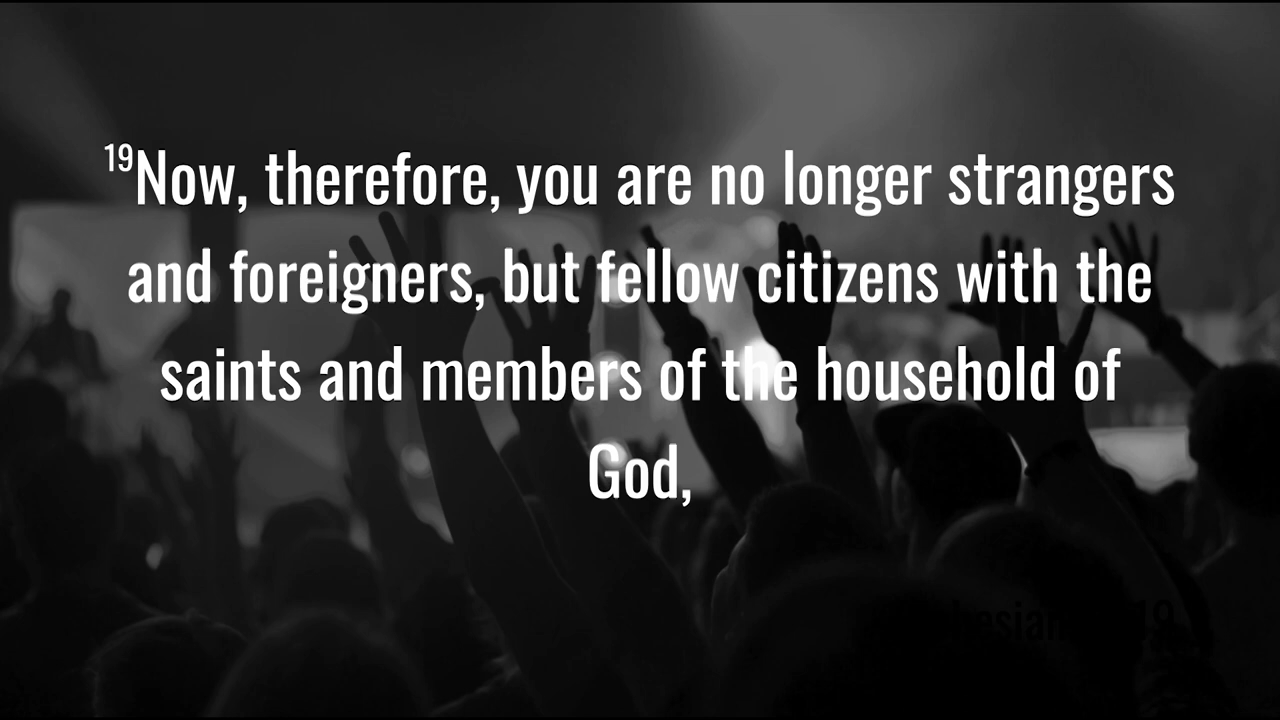 19Now, therefore, you are no longer strangers
and foreigners, but fellow citizens with the
saints and members of the household of
God,
19